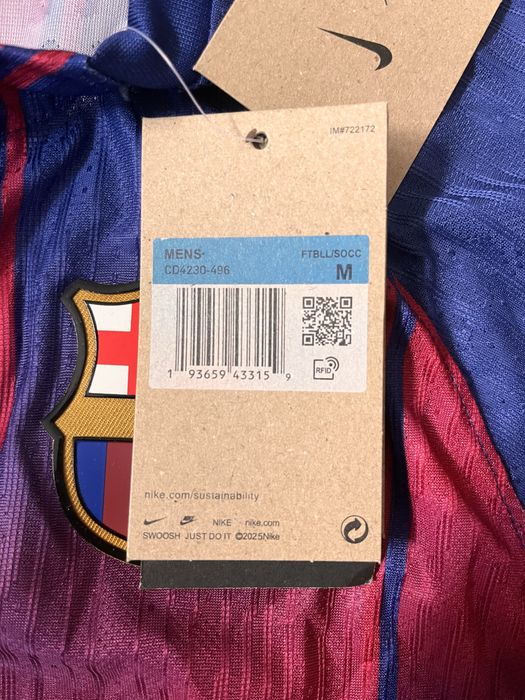 IM#722172
MENS·
CD4230-496
FTBLL/SOCC
M
1 93659 43315 9
RFID
nike.com/sustainability
NIKE · nike.com
SWOOSH JUST DO IT ©2025Nike